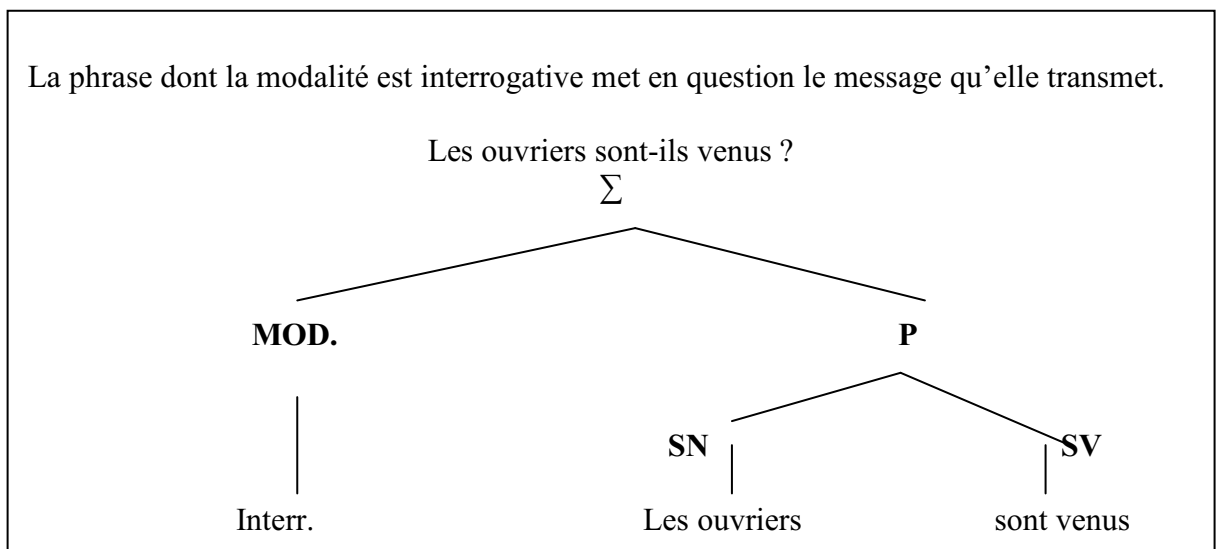 La phrase dont la modalité est interrogative met en question le message qu’elle transmet.
Les ouvriers sont-ils venus ?
∑
MOD. P
SN SV
Interr. Les ouvriers sont venus